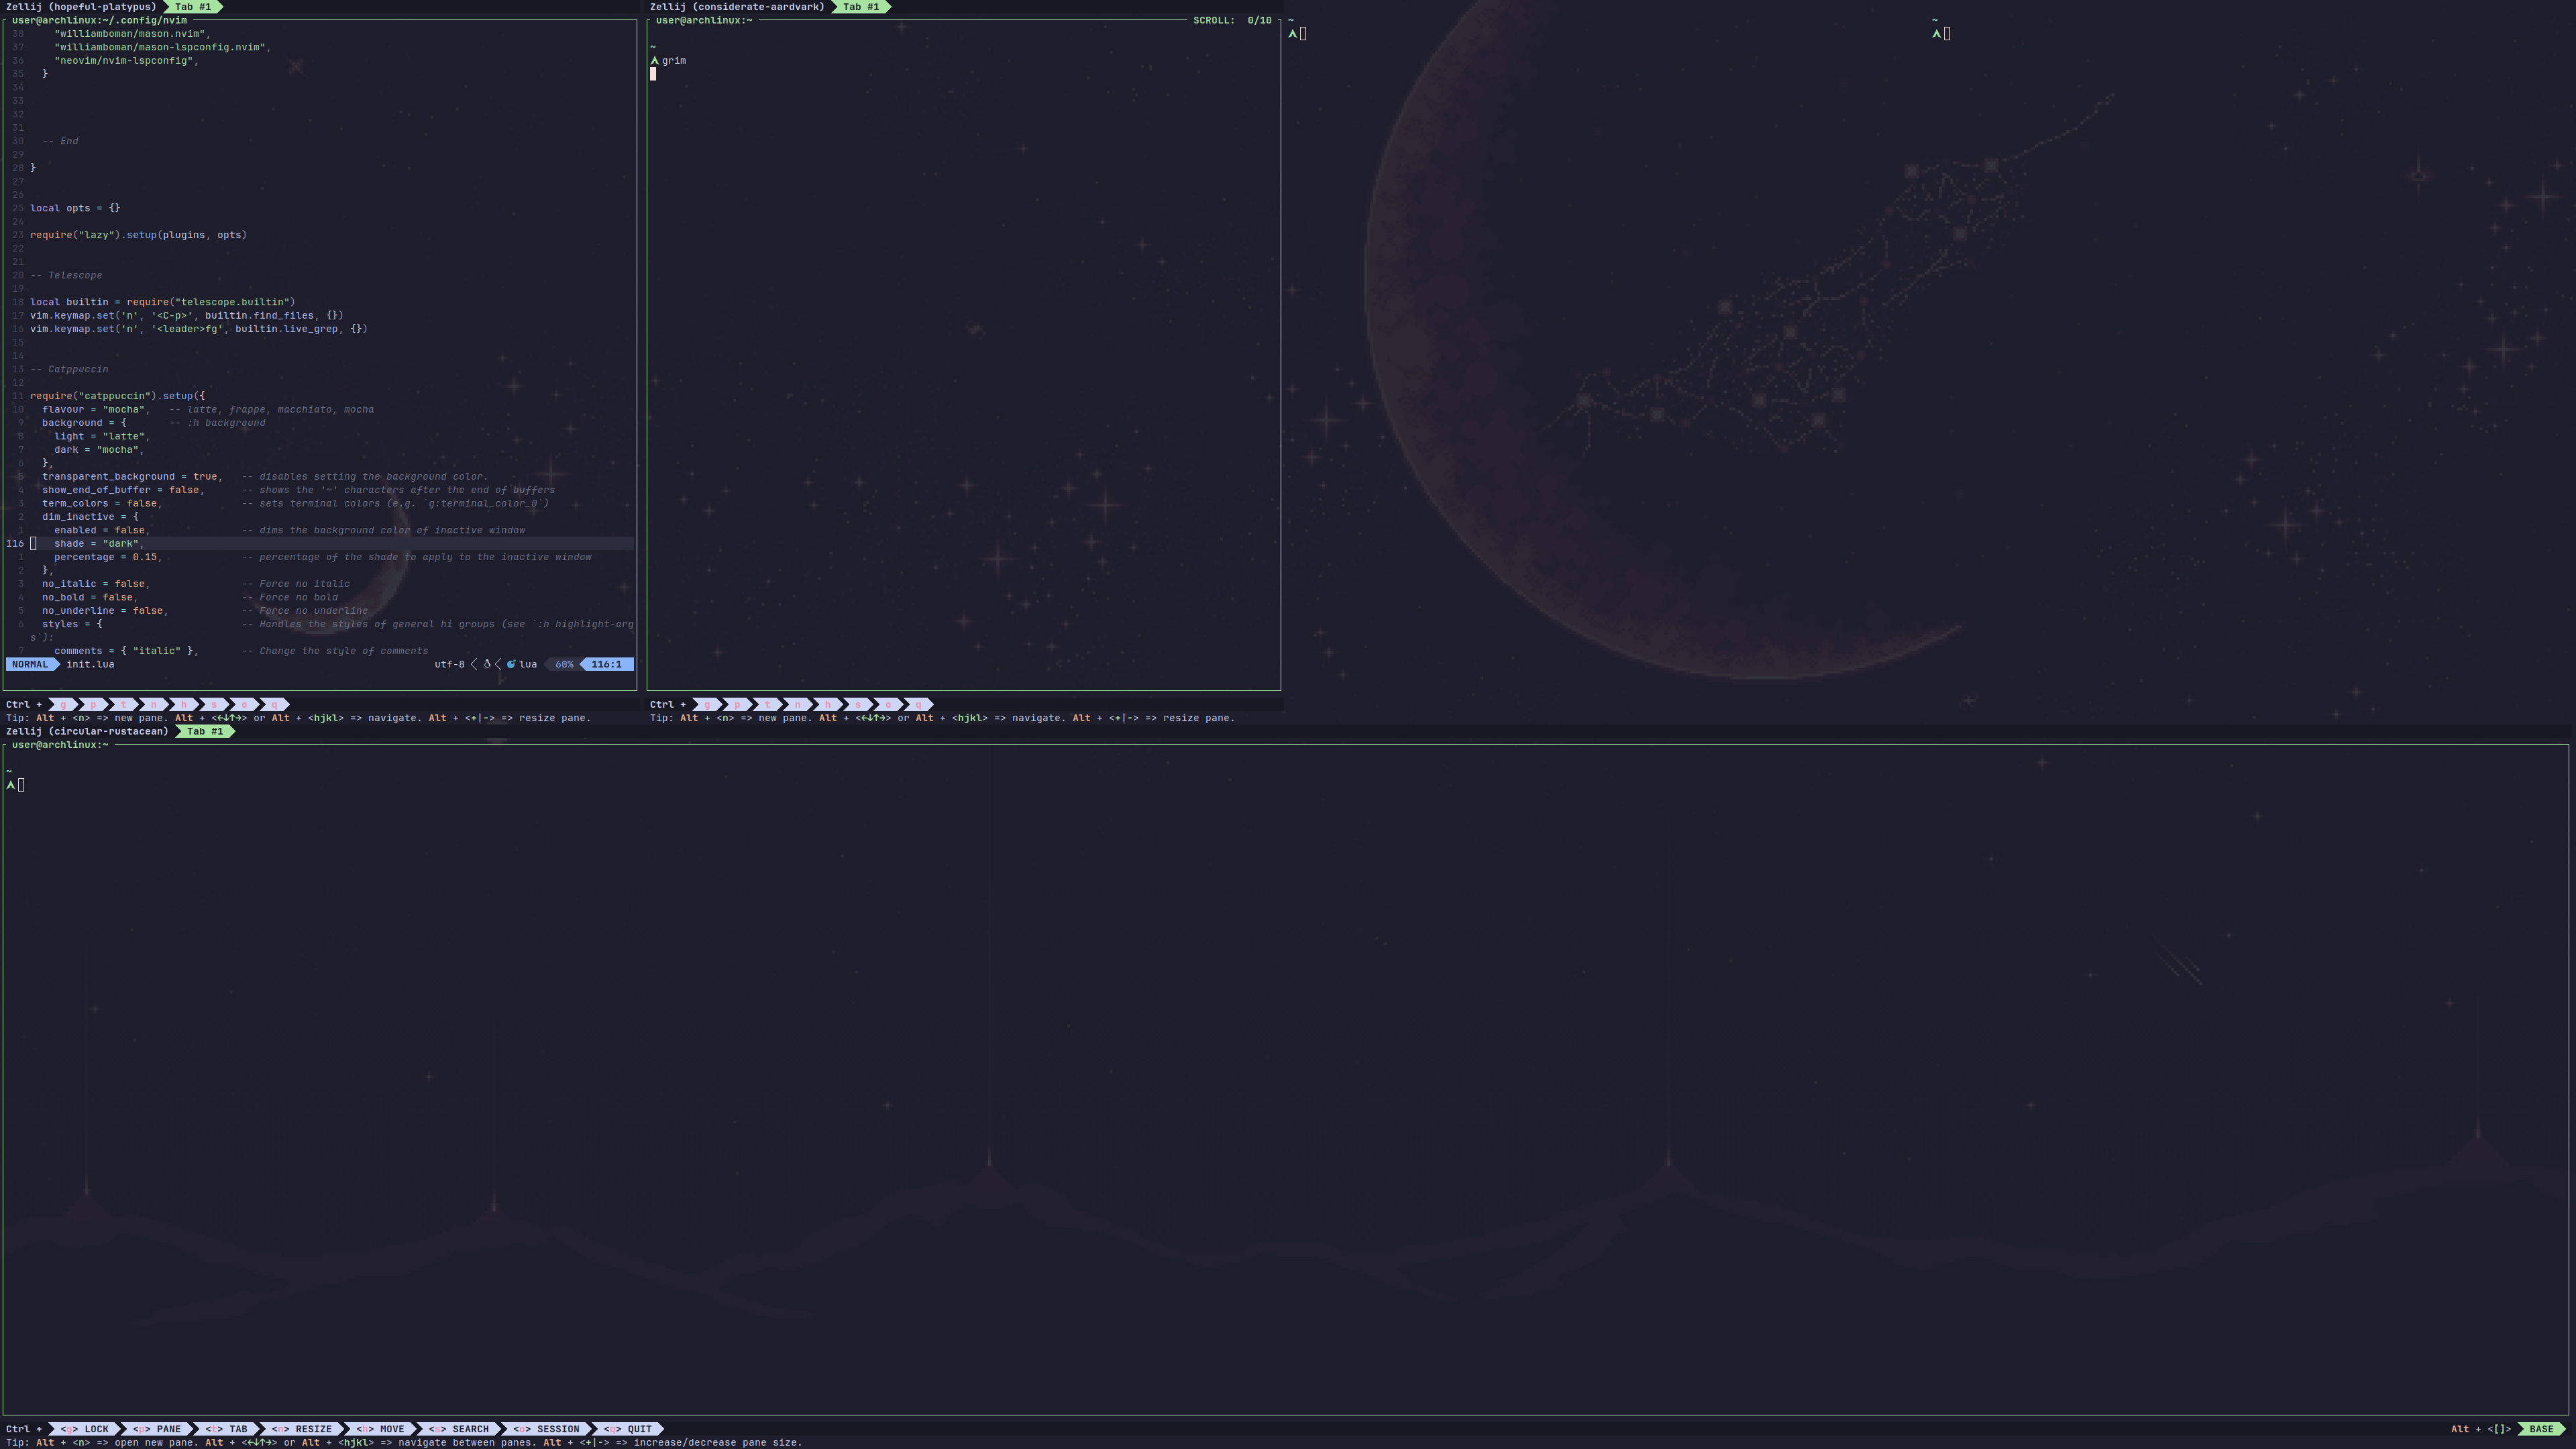 Zellij (hopeful-platypus) Tab #1
user@archlinux:~/.config/nvim
38 "williamboman/mason.nvim",
37 "williamboman/mason-lspconfig.nvim",
36 "neovim/nvim-lspconfig",
35 }
34
33
32
31
30 -- End
29
28 }
27
26
25 local opts = {}
24
23 require("lazy").setup(plugins, opts)
22
21
20 -- Telescope
19
18 local builtin = require("telescope.builtin")
17 vim.keymap.set('n', '<C-p>', builtin.find_files, {})
16 vim.keymap.set('n', '<leader>fg', builtin.live_grep, {})
15
14
13 -- Catppuccin
12
11 require("catppuccin").setup({
10 flavour = "mocha", -- latte, frappe, macchiato, mocha
9 background = { -- :h background
8 light = "latte",
7 dark = "mocha",
6 },
5 transparent_background = true, -- disables setting the background color.
4 show_end_of_buffer = false, -- shows the '~' characters after the end of buffers
3 term_colors = false, -- sets terminal colors (e.g. `g:terminal_color_0`)
2 dim_inactive = {
1 enabled = false, -- dims the background color of inactive window
116 shade = "dark",
1 percentage = 0.15, -- percentage of the shade to apply to the inactive window
2 },
3 no_italic = false, -- Force no italic
4 no_bold = false, -- Force no bold
5 no_underline = false, -- Force no underline
6 styles = { -- Handles the styles of general hi groups (see `:h highlight-arg
s`):
7 comments = { "italic" }, -- Change the style of comments
NORMAL init.lua utf-8 lua 60% 116:1
Ctrl + g p t n h s o q
Tip: Alt + <n> => new pane. Alt + <←↓↑→> or Alt + <hjkl> => navigate. Alt + <+|-> => resize pane.
Zellij (considerate-aardvark) Tab #1
user@archlinux:~ SCROLL: 0/10
~
grim
Ctrl + g p t n h s o q
Tip: Alt + <n> => new pane. Alt + <←↓↑→> or Alt + <hjkl> => navigate. Alt + <+|-> => resize pane.
~
~
Zellij (circular-rustacean) Tab #1
user@archlinux:~
~
Ctrl + <g> LOCK <p> PANE <t> TAB <n> RESIZE <h> MOVE <s> SEARCH <o> SESSION <q> QUIT Alt + <[]> BASE
Tip: Alt + <n> => open new pane. Alt + <←↓↑→> or Alt + <hjkl> => navigate between panes. Alt + <+|-> => increase/decrease pane size.